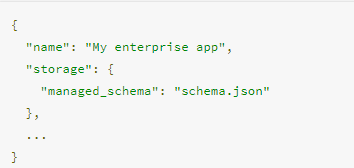 {
  "name": "My enterprise app",
  "storage": {
    "managed_schema": "schema.json"
  },
  ...
}